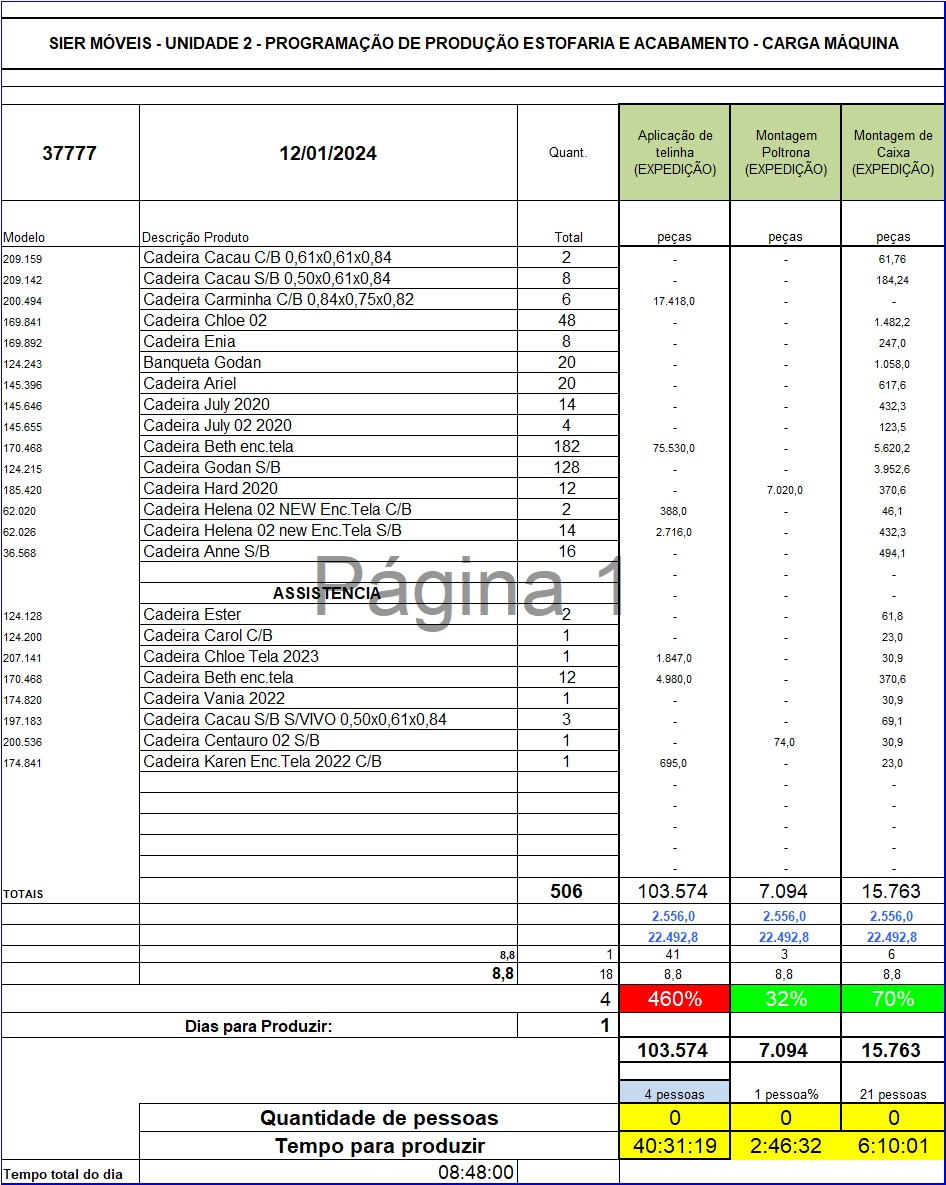 SIER MÓVEIS - UNIDADE 2 - PROGRAMAÇÃO DE PRODUÇÃO ESTOFARIA E ACABAMENTO - CARGA MÁQUINA
37777 12/01/2024 Quant. Aplicação de telinha (EXPEDIÇÃO) Montagem Poltrona (EXPEDIÇÃO) Montagem de Caixa (EXPEDIÇÃO)
Modelo Descrição Produto Total peças peças peças
209.159 Cadeira Cacau C/B 0,61x0,61x0,84 2 - - 61,76
209.142 Cadeira Cacau S/B 0,50x0,61x0,84 8 - - 184,24
200.494 Cadeira Carminha C/B 0,84x0,75x0,82 6 17.418,0 - -
169.841 Cadeira Chloe 02 48 - - 1.482,2
169.892 Cadeira Enia 8 - - 247,0
124.243 Banqueta Godan 20 - - 1.058,0
145.396 Cadeira Ariel 20 - - 617,6
145.646 Cadeira July 2020 14 - - 432,3
145.655 Cadeira July 02 2020 4 - - 123,5
170.468 Cadeira Beth enc.tela 182 75.530,0 - 5.620,2
124.215 Cadeira Godan S/B 128 - - 3.952,6
185.420 Cadeira Hard 2020 12 - 7.020,0 370,6
62.020 Cadeira Helena 02 NEW Enc.Tela C/B 2 388,0 - 46,1
62.026 Cadeira Helena 02 new Enc.Tela S/B 14 2.716,0 - 432,3
36.568 Cadeira Anne S/B 16 - - 494,1
- - -
ASSISTENCIA - - -
Página 1
124.128 Cadeira Ester 2 - - 61,8
124.200 Cadeira Carol C/B 1 - - 23,0
207.141 Cadeira Chloe Tela 2023 1 1.847,0 - 30,9
170.468 Cadeira Beth enc.tela 12 4.980,0 - 370,6
174.820 Cadeira Vania 2022 1 - - 30,9
197.183 Cadeira Cacau S/B S/VIVO 0,50x0,61x0,84 3 - - 69,1
200.536 Cadeira Centauro 02 S/B 1 - 74,0 30,9
174.841 Cadeira Karen Enc.Tela 2022 C/B 1 695,0 - 23,0
- - -
- - -
- - -
- - -
- - -
TOTAIS 506 103.574 7.094 15.763
2.556,0 2.556,0 2.556,0
22.492,8 22.492,8 22.492,8
8,8 1 41 3 6
8,8 18 8,8 8,8 8,8
4 460% 32% 70%
Dias para Produzir: 1
103.574 7.094 15.763
4 pessoas 1 pessoa% 21 pessoas
Quantidade de pessoas 0 0 0
Tempo para produzir 40:31:19 2:46:32 6:10:01
Tempo total do dia 08:48:00